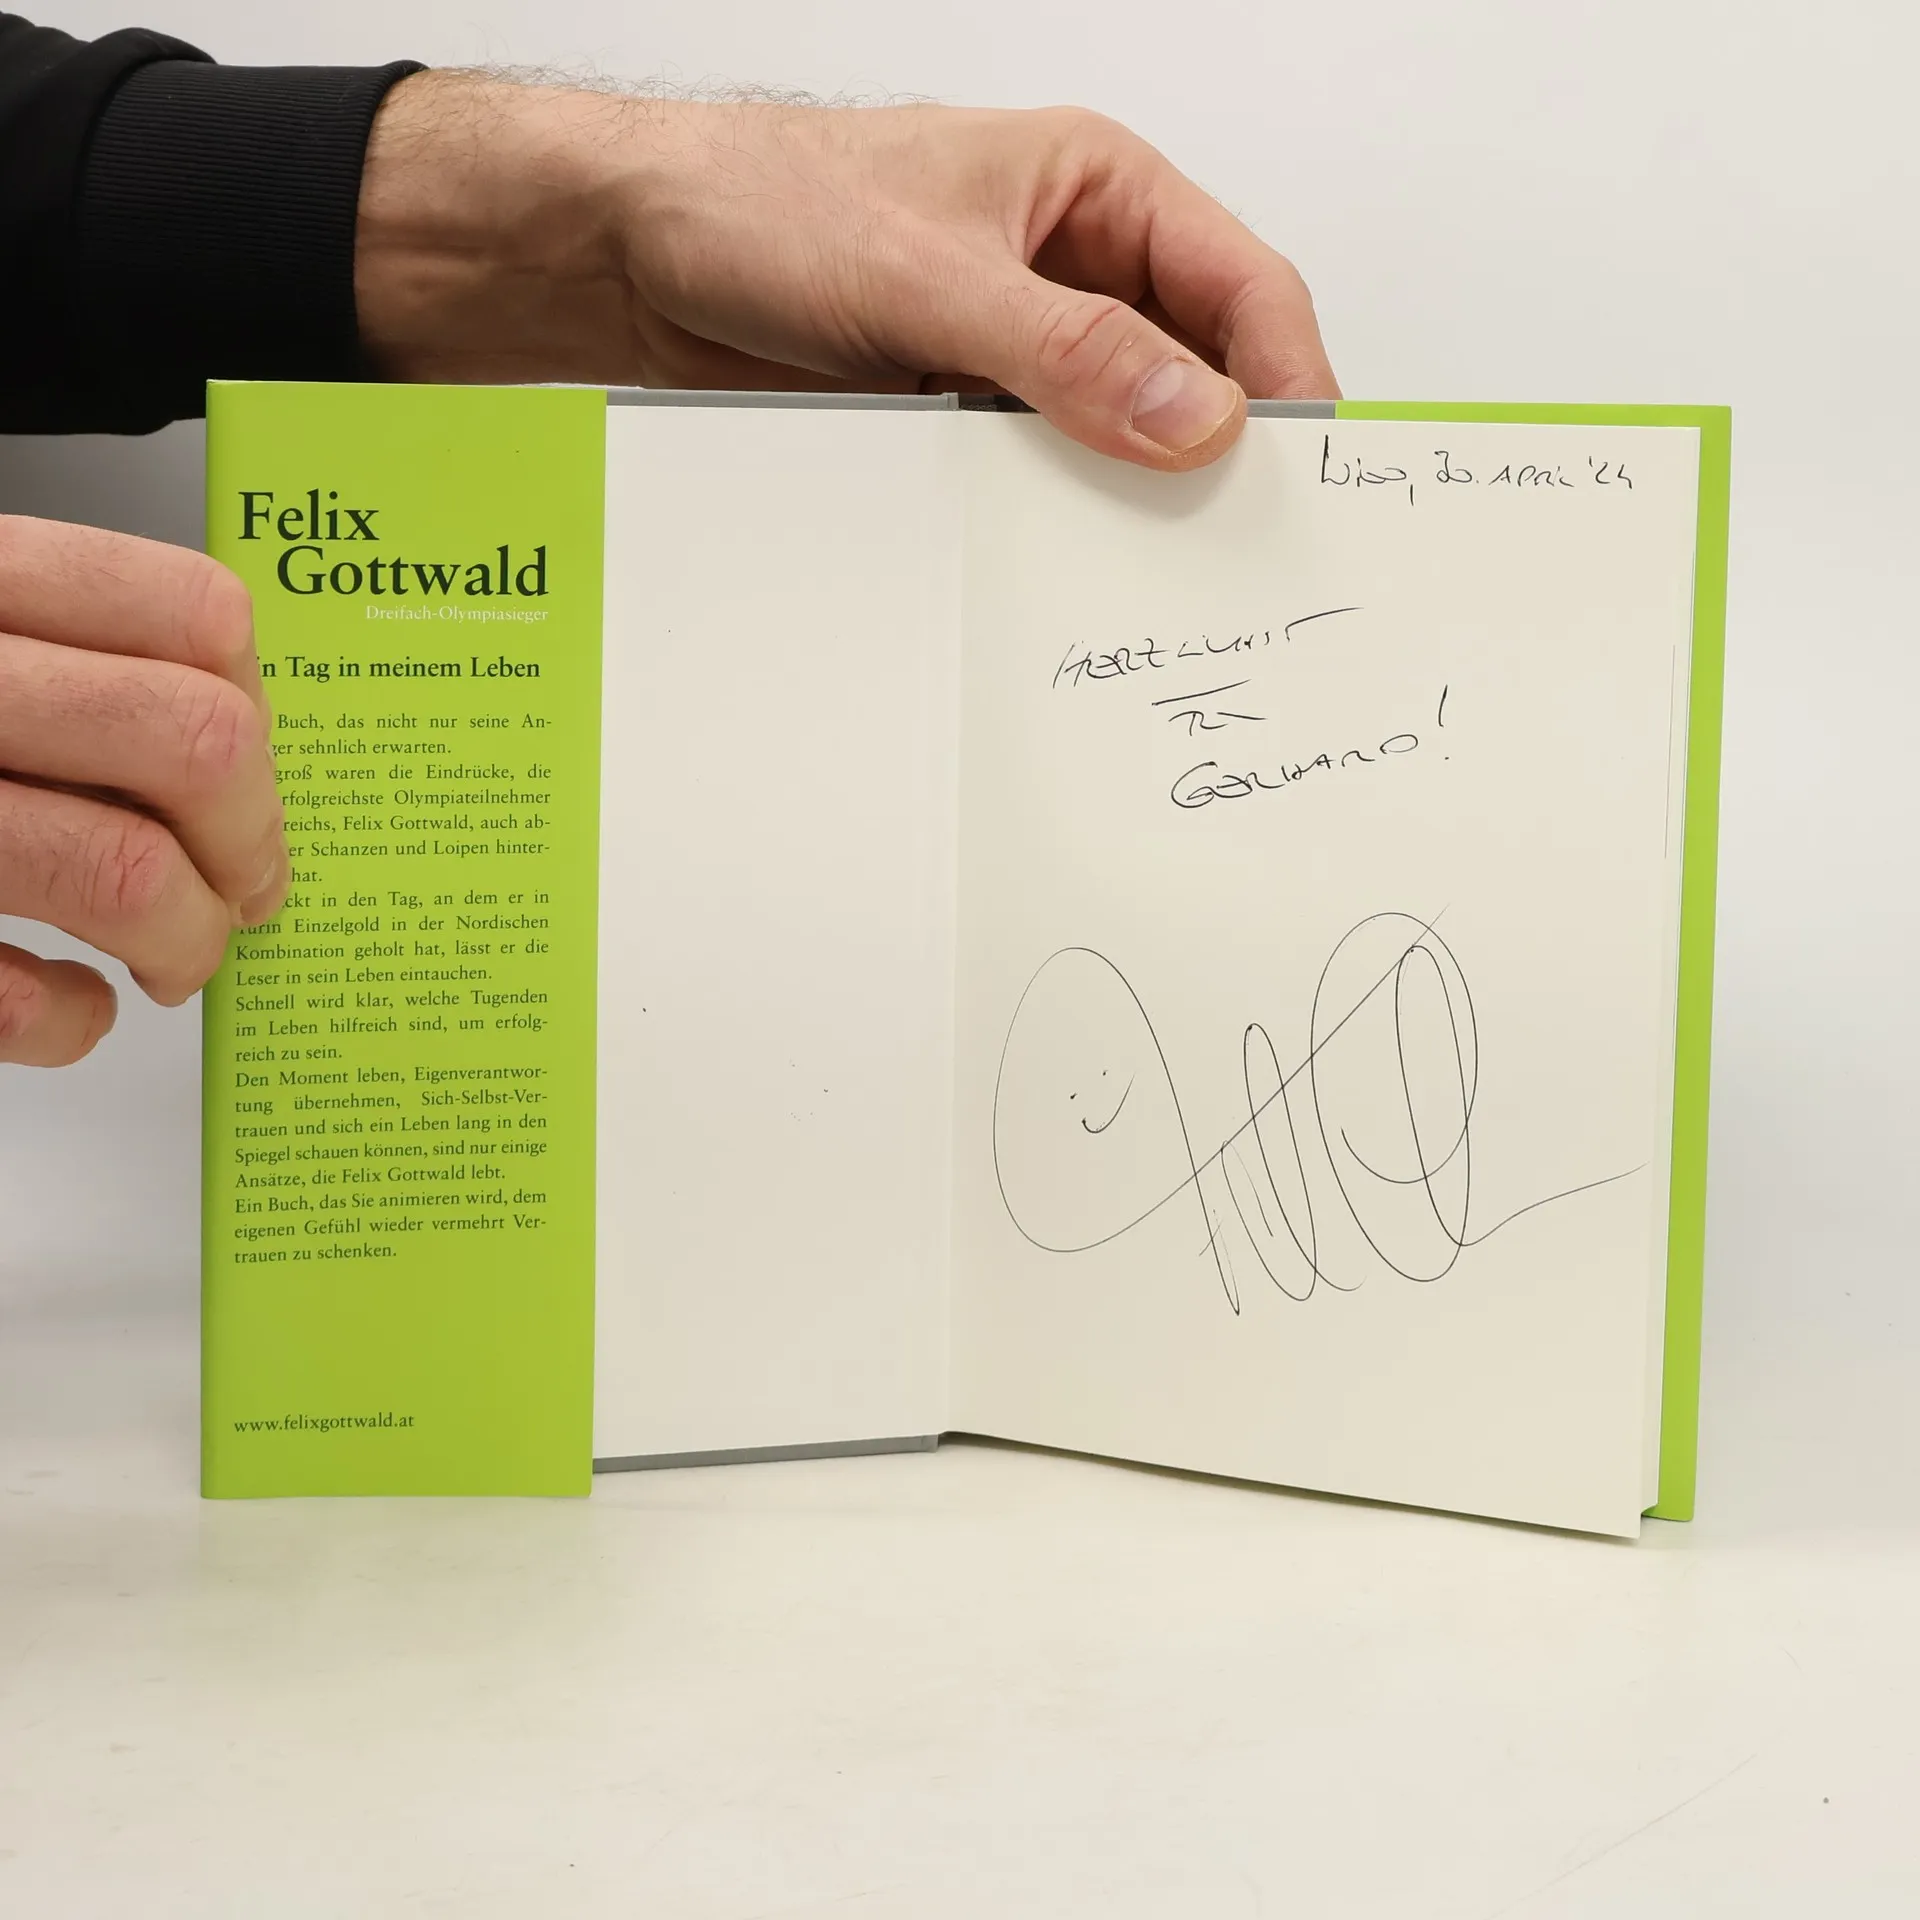 Felix
Gottwald
Dreifach-Olympiasieger
in Tag in meinem Leben
Buch, das nicht nur seine An-
ger sehnlich erwarten.
groß waren die Eindrücke, die
rfolgreichste Olympiateilnehmer
reichs, Felix Gottwald, auch ab-
er Schanzen und Loipen hinter-
hat.
ckt in den Tag, an dem er in
Turin Einzelgold in der Nordischen
Kombination geholt hat, lässt er die
Leser in sein Leben eintauchen.
Schnell wird klar, welche Tugenden
im Leben hilfreich sind, um erfolg-
reich zu sein.
Den Moment leben, Eigenverantwor-
tung übernehmen, Sich-Selbst-Ver-
trauen und sich ein Leben lang in den
Spiegel schauen können, sind nur einige
Ansätze, die Felix Gottwald lebt.
Ein Buch, das Sie animieren wird, dem
eigenen Gefühl wieder vermehrt Ver-
trauen zu schenken.
www.felixgottwald.at
APRIL '24
HERZLICHST
GERHARD!